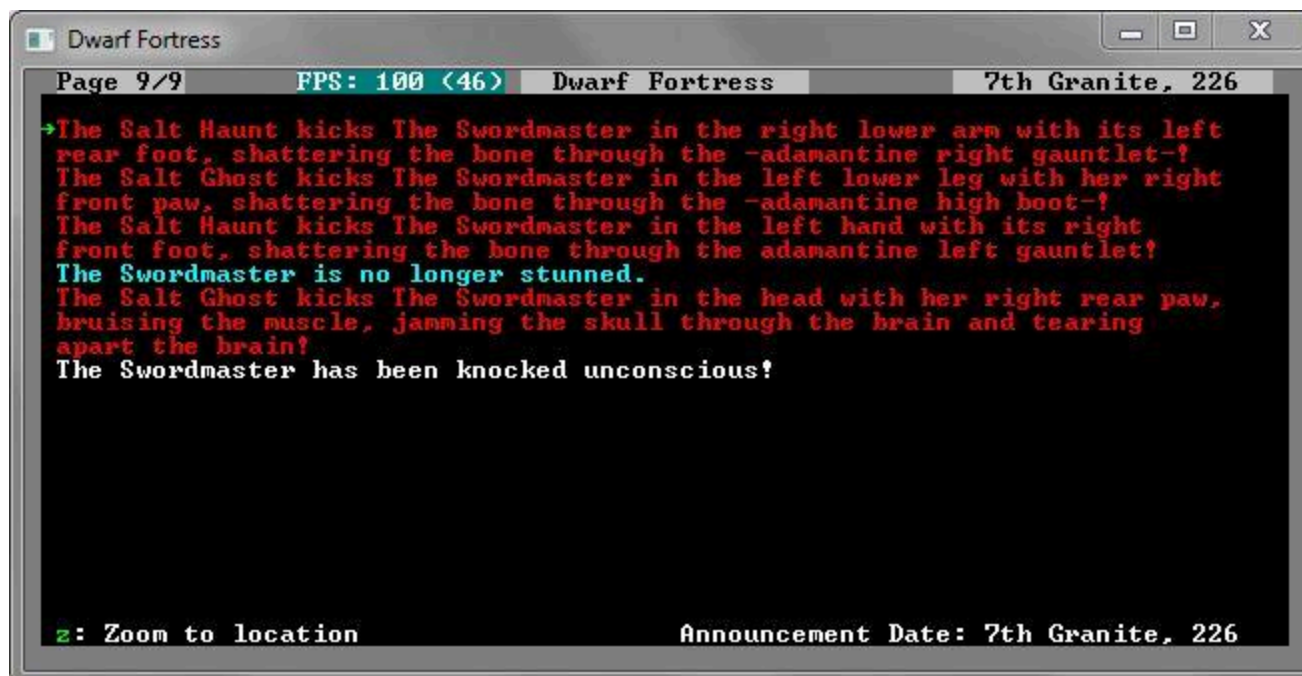 Dwarf Fortress
Page 9/9 FPS: 100 (46) Dwarf Fortress 7th Granite, 226
→The Salt Haunt kicks The Swordmaster in the right lower arm with its left
rear foot, shattering the bone through the -adamantine right gauntlet-!
The Salt Ghost kicks The Swordmaster in the left lower leg with her right
front paw, shattering the bone through the -adamantine high boot-!
The Salt Haunt kicks The Swordmaster in the left hand with its right
front foot, shattering the bone through the adamantine left gauntlet!
The Swordmaster is no longer stunned.
The Salt Ghost kicks The Swordmaster in the head with her right rear paw,
bruising the muscle, jamming the skull through the brain and tearing
apart the brain!
The Swordmaster has been knocked unconscious!
z: Zoom to location Announcement Date: 7th Granite, 226